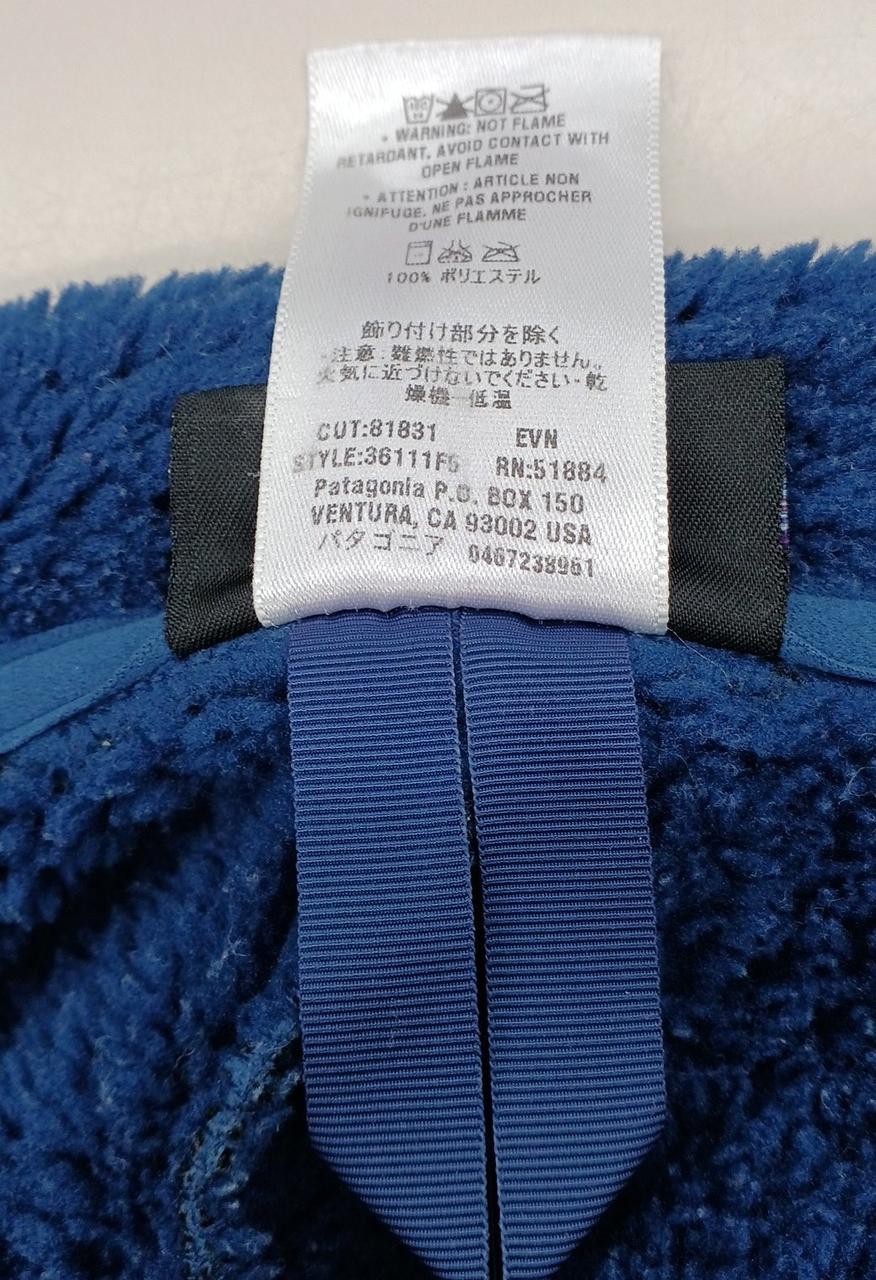 • WARNING: NOT FLAME
RETARDANT. AVOID CONTACT WITH
OPEN FLAME
• ATTENTION : ARTICLE NON
IGNIFUGE. NE PAS APPROCHER
D'UNE FLAMME
100% ポリエステル
飾り付け部分を除く
・注意：難燃性ではありません。
火気に近づけないでください・乾
燥機 低温
CUT:81831 EVN
STYLE:36111F5 RN:51884
Patagonia P.O. BOX 150
VENTURA, CA 93002 USA
パタゴニア 0467238961